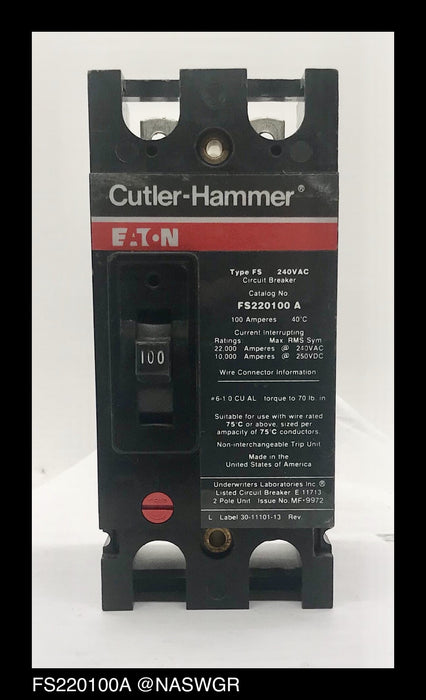 Cutler-Hammer®
EATON
Type FS 240VAC
Circuit Breaker
Catalog No.
FS220100 A
100 Amperes 40°C
Current Interrupting
Ratings Max. RMS Sym
22,000 Amperes @ 240VAC
10,000 Amperes @ 250VDC
Wire Connector Information
#6-1/0 CU/AL torque to 70 lb. in
Suitable for use with wire rated
75°C or above, sized per
ampacity of 75°C conductors.
Non-interchangeable Trip Unit
Made in the
United States of America
Underwriters Laboratories Inc.®
Listed Circuit Breaker E 11713
2 Pole Unit Issue No. MF-9972
L Label 30-11101-13 Rev
100
FS220100A @NASWGR